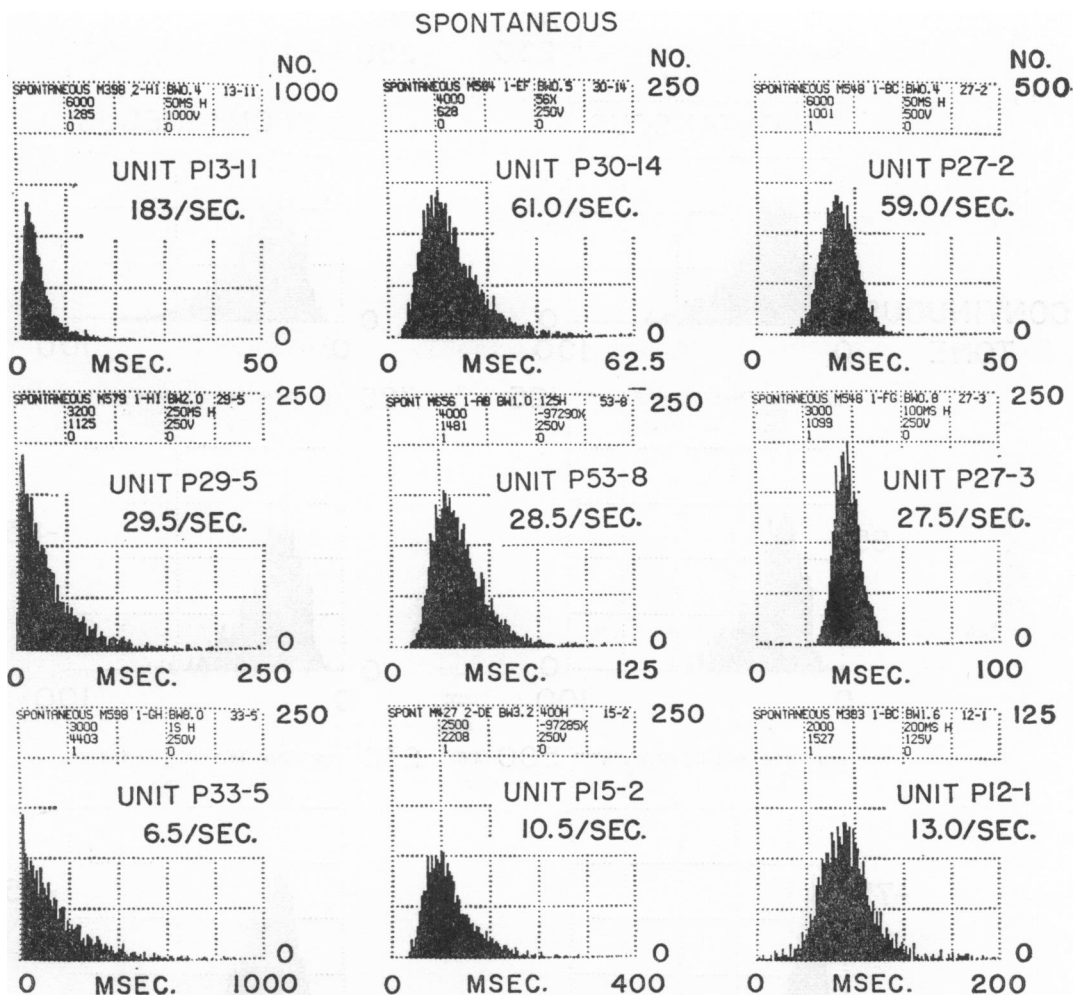 SPONTANEOUS
NO. NO. NO.
SPONTANEOUS M398 2-HI BW0.4 13-11
6000 50MS H
1285 1000V
0 0
1000
UNIT P13-11
183/SEC.
0
0 MSEC. 50
4000 56X
628 250V
0 0
250
UNIT P30-14
61.0/SEC.
0
0 MSEC. 62.5
SPONTANEOUS M548 1-BC BW0.4 27-2
6000 50MS H
1001 500V
1 0
500
UNIT P27-2
59.0/SEC.
0
0 MSEC. 50
SPONTANEOUS M579 1-HI BW2.0 29-5
3200 250MS H
1125 250V
0 0
250
UNIT P29-5
29.5/SEC.
0
0 MSEC. 250
SPONT M656 1-AB BW1.0 125H 53-8
4000 -97290X
1481 250V
1 0
250
UNIT P53-8
28.5/SEC.
0
0 MSEC. 125
SPONTANEOUS M548 1-FG BW0.8 27-3
3000 100MS H
1099 250V
1 0
250
UNIT P27-3
27.5/SEC.
0
0 MSEC. 100
SPONTANEOUS M598 1-GH BW8.0 33-5
3000 1S H
4403 250V
1 0
250
UNIT P33-5
6.5/SEC.
0
0 MSEC. 1000
SPONT M427 2-DE BW3.2 400H 15-2
2500 -97285X
2208 250V
1 0
250
UNIT P15-2
10.5/SEC.
0
0 MSEC. 400
SPONTANEOUS M383 1-BC BW1.6 12-1
2000 200MS H
1527 125V
1 0
125
UNIT P12-1
13.0/SEC.
0
0 MSEC. 200